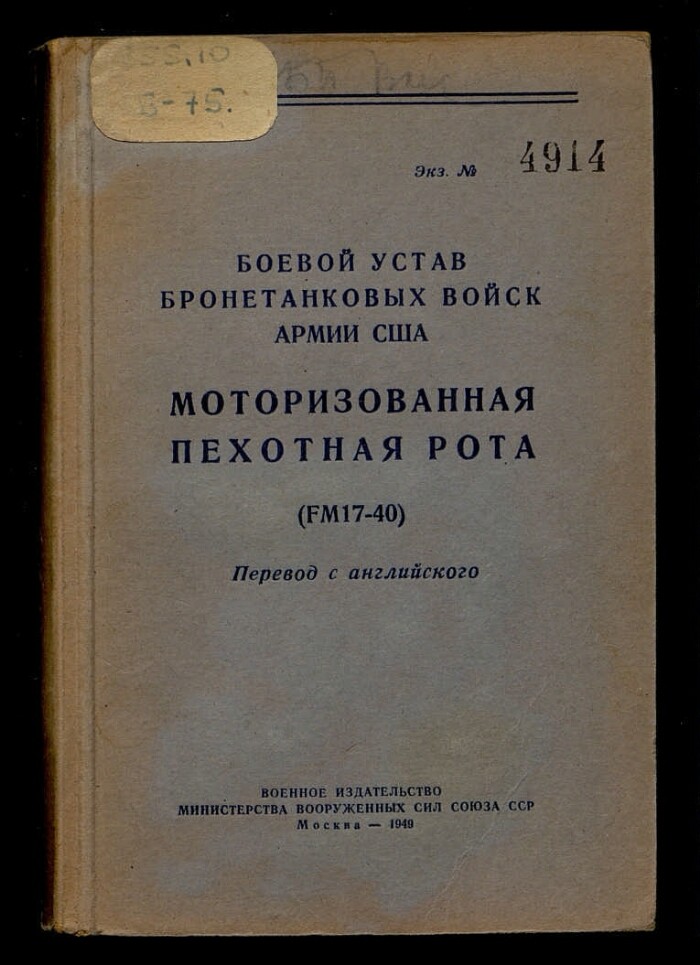 В-75.
Экз. № 4914
БОЕВОЙ УСТАВ
БРОНЕТАНКОВЫХ ВОЙСК
АРМИИ США
МОТОРИЗОВАННАЯ
ПЕХОТНАЯ РОТА
(FM17-40)
Перевод с английского
ВОЕННОЕ ИЗДАТЕЛЬСТВО
МИНИСТЕРСТВА ВООРУЖЕННЫХ СИЛ СОЮЗА ССР
Москва — 1949